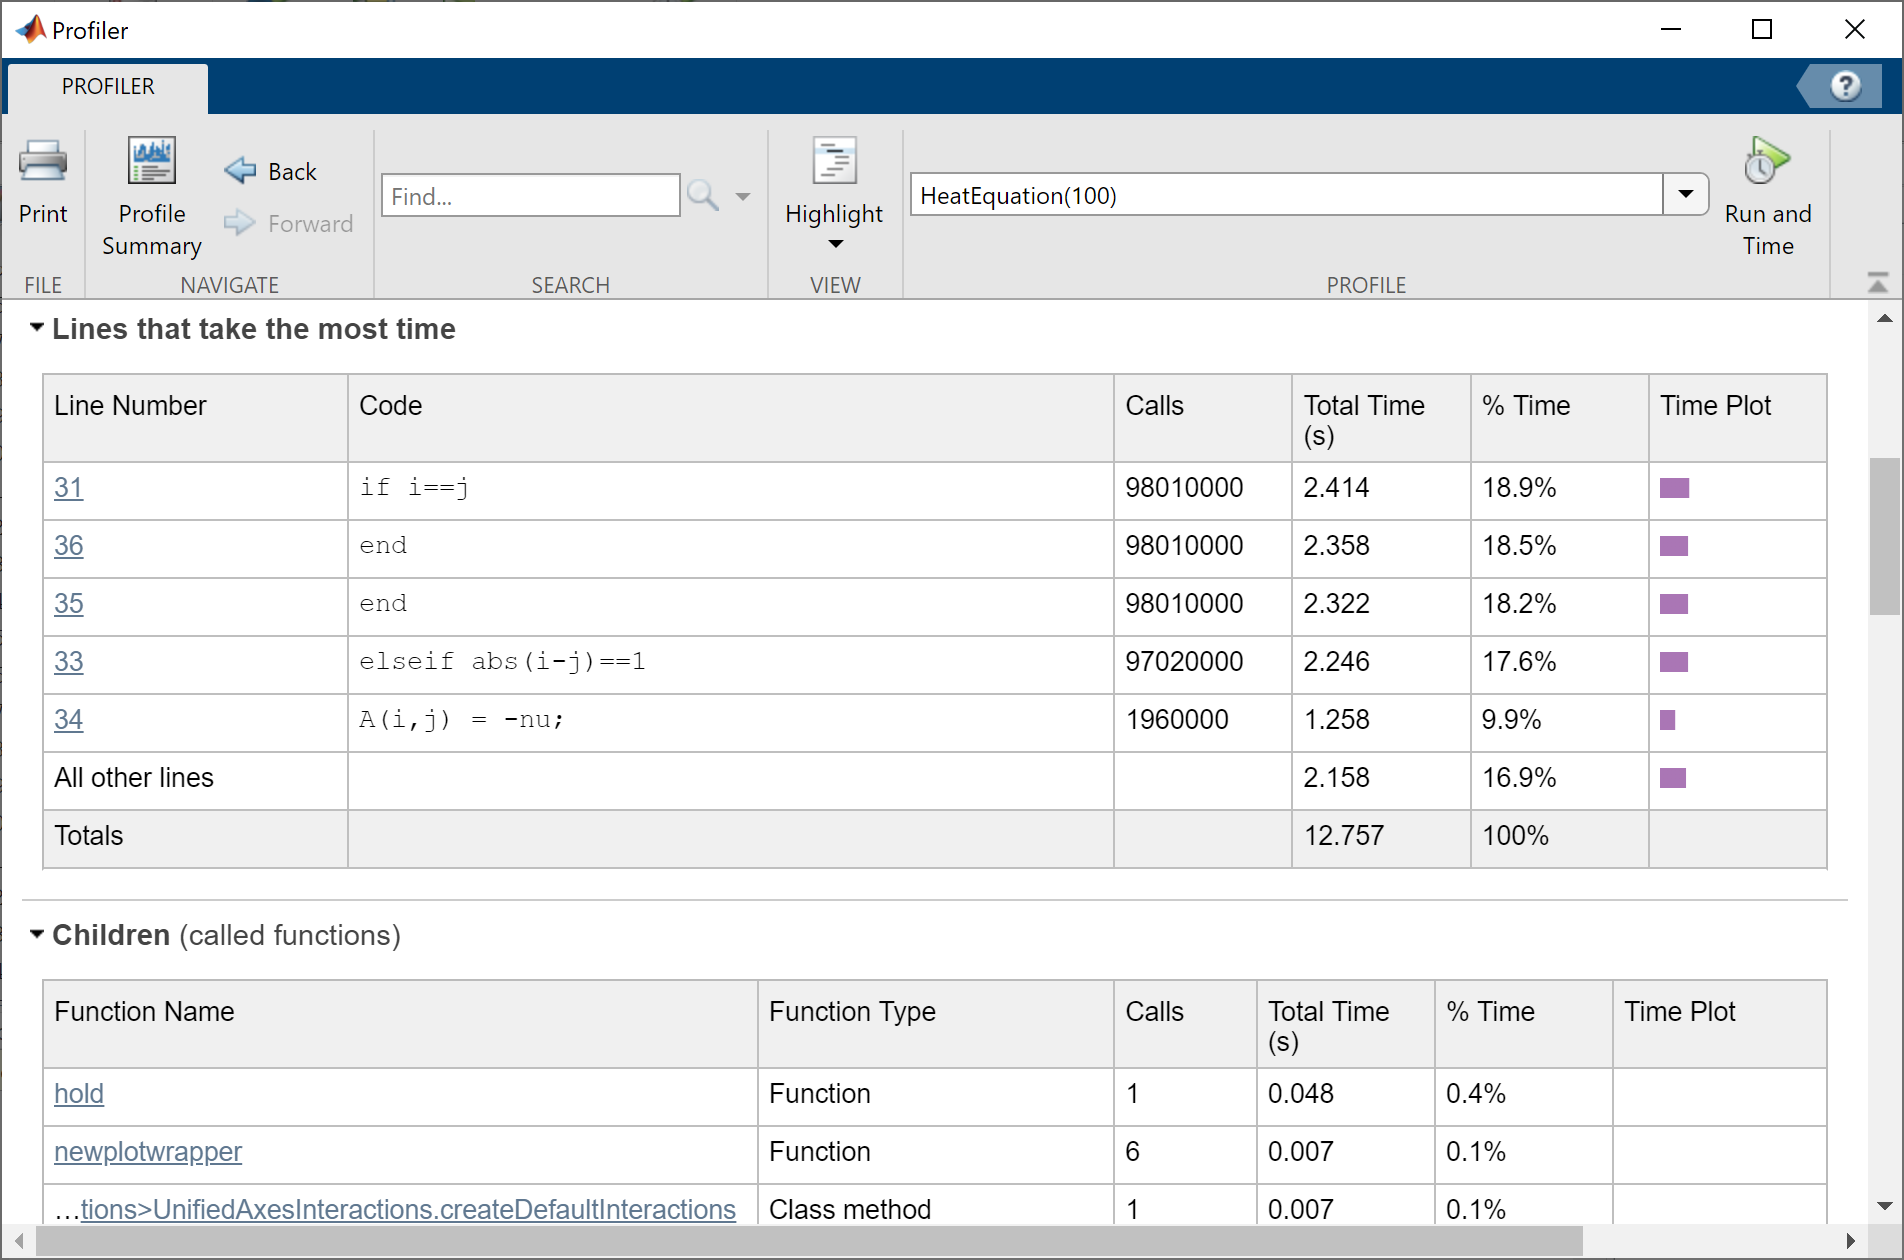 Profiler
PROFILER
?
Print
Profile Summary
Back
Forward
Find...
Highlight
HeatEquation(100)
Run and Time
FILE
NAVIGATE
SEARCH
VIEW
PROFILE
Lines that take the most time
Line Number Code Calls Total Time (s) % Time Time Plot
31 if i==j 98010000 2.414 18.9%
36 end 98010000 2.358 18.5%
35 end 98010000 2.322 18.2%
33 elseif abs(i-j)==1 97020000 2.246 17.6%
34 A(i,j) = -nu; 1960000 1.258 9.9%
All other lines 2.158 16.9%
Totals 12.757 100%
Children (called functions)
Function Name Function Type Calls Total Time (s) % Time Time Plot
hold Function 1 0.048 0.4%
newplotwrapper Function 6 0.007 0.1%
...tions>UnifiedAxesInteractions.createDefaultInteractions Class method 1 0.007 0.1%